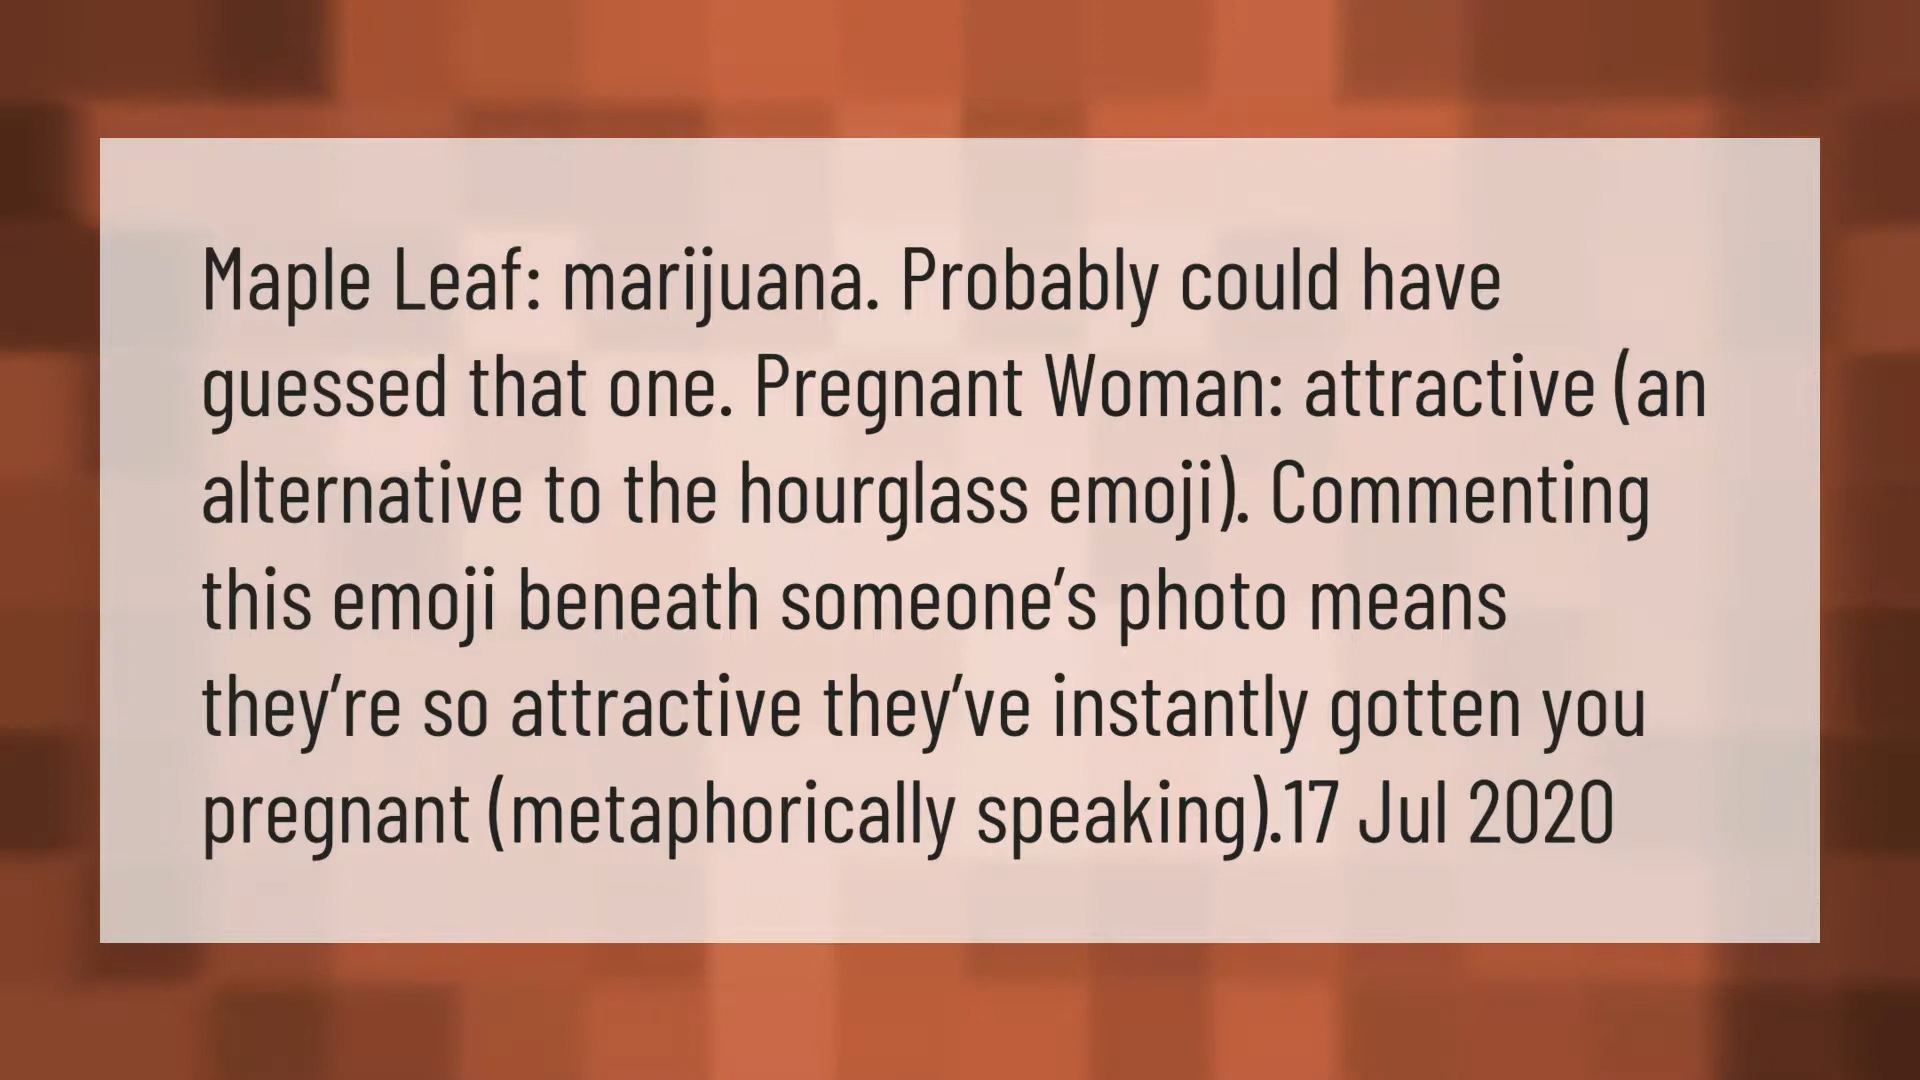 Maple Leaf: marijuana. Probably could have
guessed that one. Pregnant Woman: attractive (an
alternative to the hourglass emoji). Commenting
this emoji beneath someone’s photo means
they’re so attractive they’ve instantly gotten you
pregnant (metaphorically speaking).17 Jul 2020